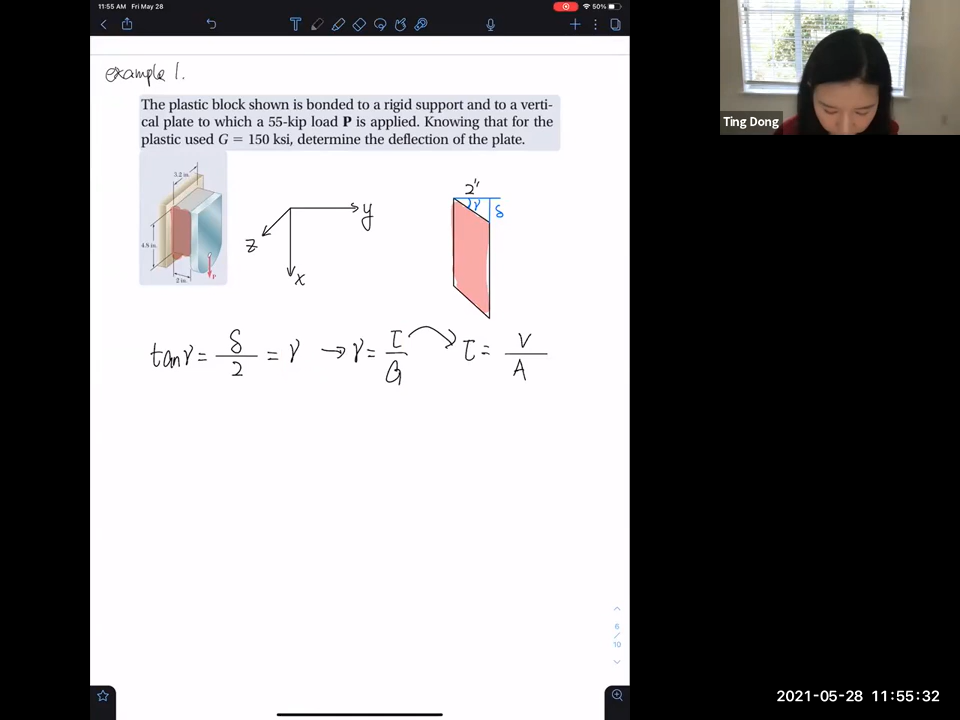 11:55 AM Fri May 28
50%
example 1.
The plastic block shown is bonded to a rigid support and to a verti-
cal plate to which a 55-kip load P is applied. Knowing that for the
plastic used G = 150 ksi, determine the deflection of the plate.
3.2 in.
4.8 in.
2 in.
P
y
z
x
2"
γ
δ
tanγ = δ/2 = γ → γ = τ/G τ = V/A
6
/
10
Ting Dong
2021-05-28 11:55:32